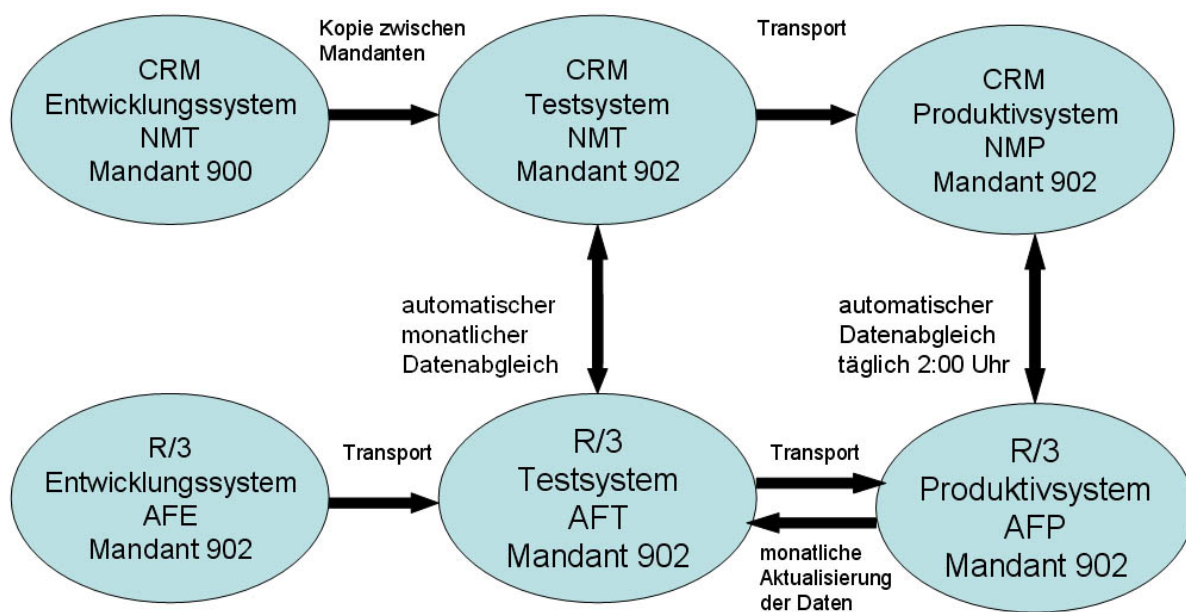 CRM
Entwicklungssystem
NMT
Mandant 900
Kopie zwischen
Mandanten
CRM
Testsystem
NMT
Mandant 902
Transport
CRM
Produktivsystem
NMP
Mandant 902
automatischer
monatlicher
Datenabgleich
automatischer
Datenabgleich
täglich 2:00 Uhr
R/3
Entwicklungssystem
AFE
Mandant 902
Transport
R/3
Testsystem
AFT
Mandant 902
Transport
monatliche
Aktualisierung
der Daten
R/3
Produktivsystem
AFP
Mandant 902